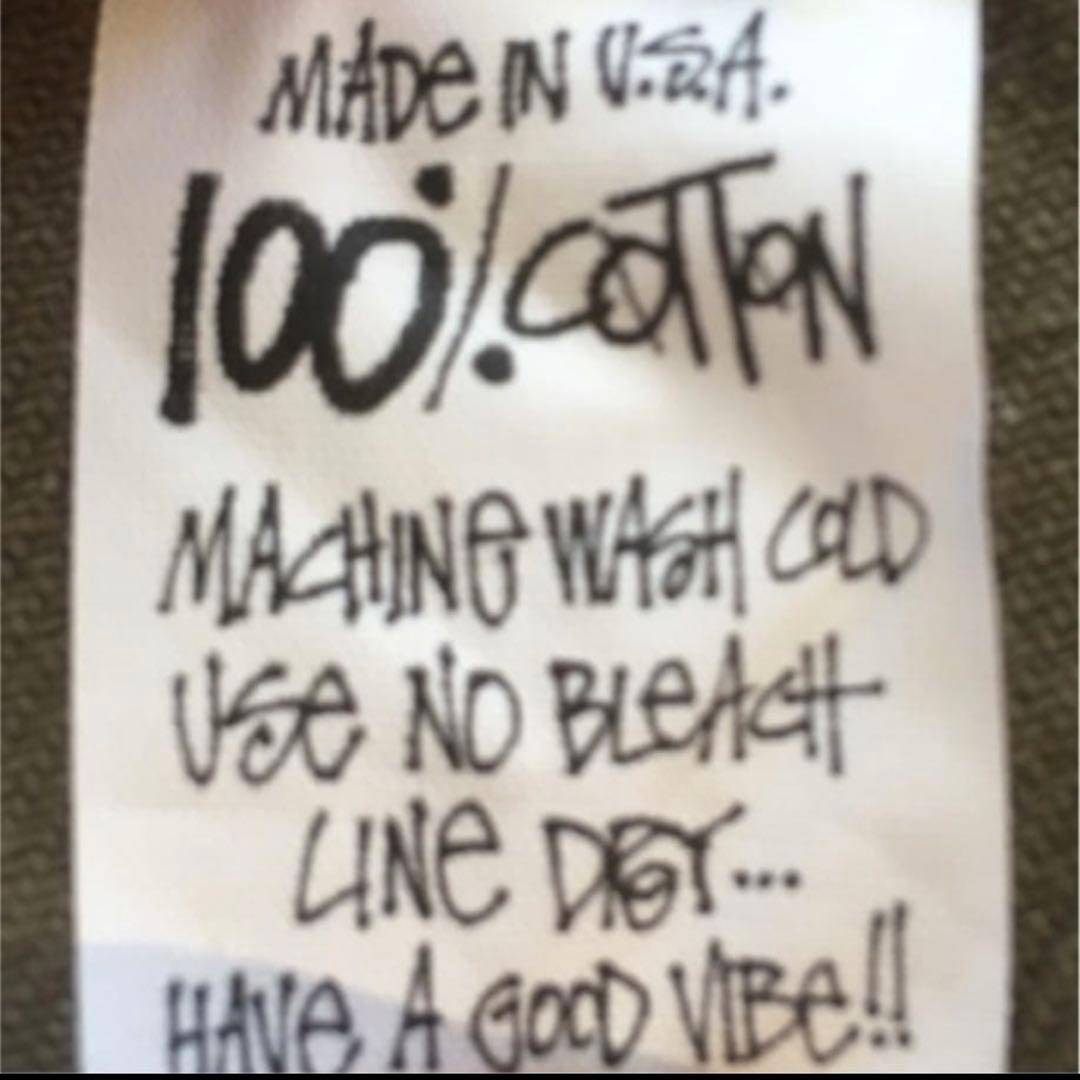 MADE IN U.S.A.
100% COTTON
MACHINE WASH COLD
USE NO BLEACH
LINE DRY...
HAVE A GOOD VIBE!!